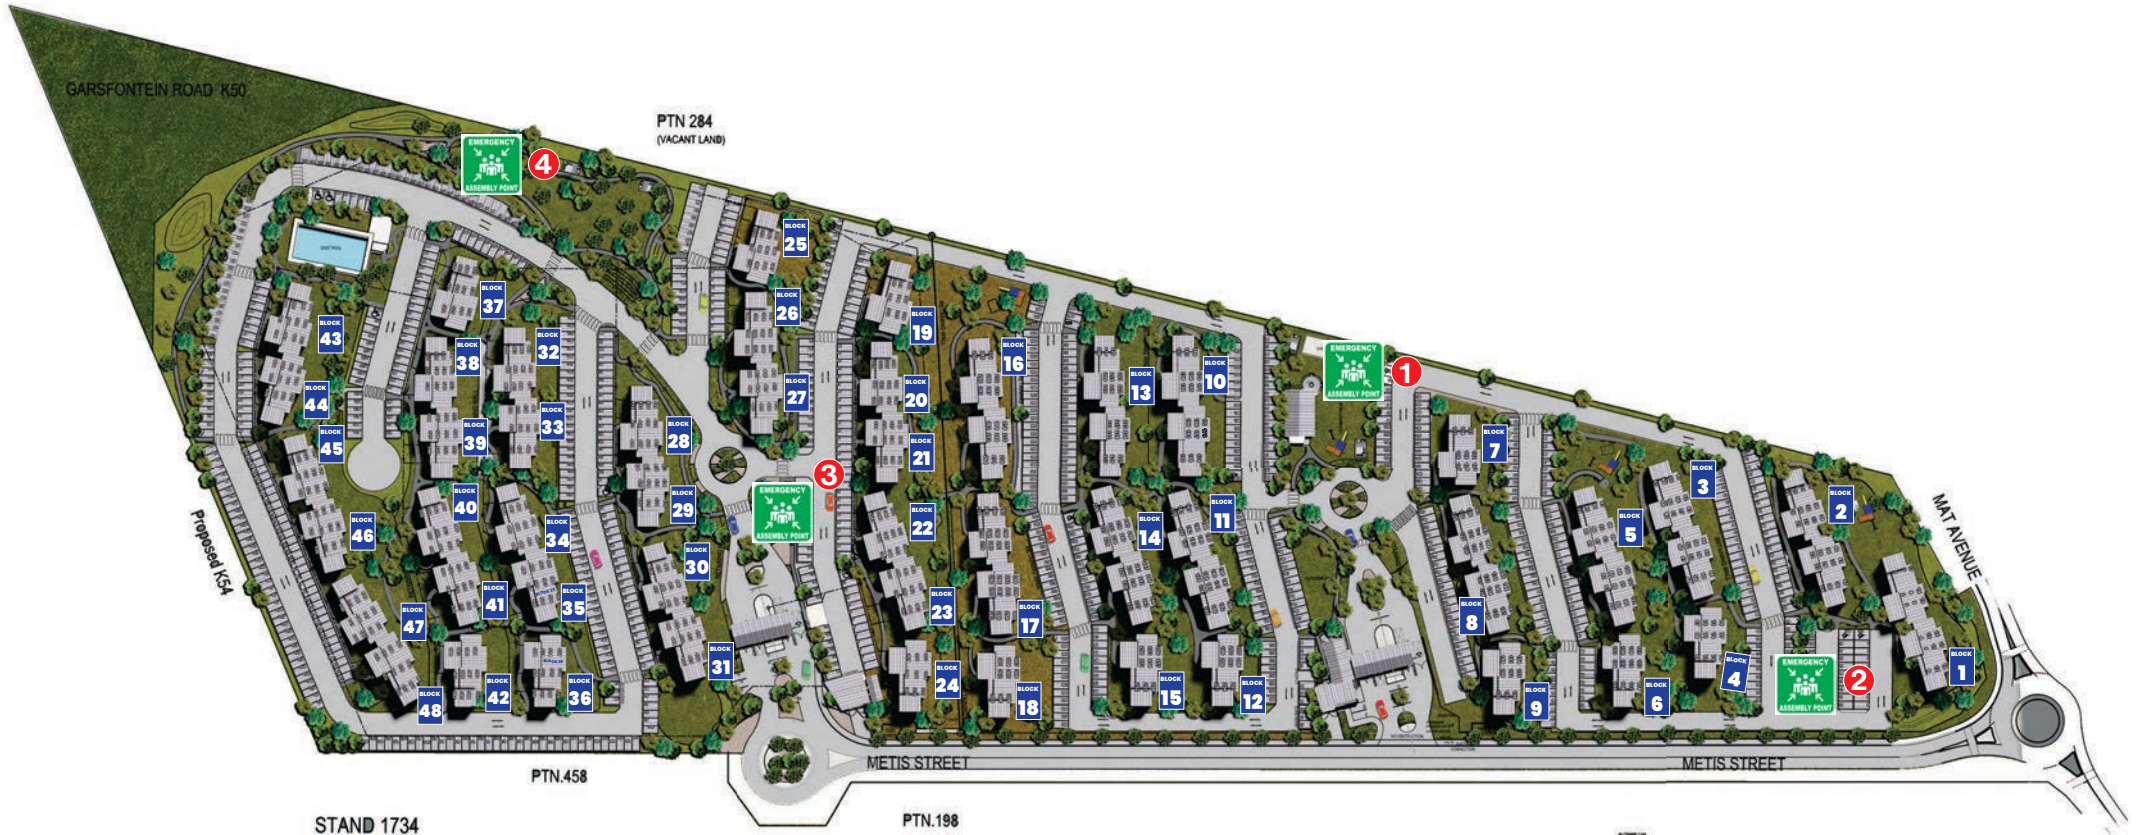 GARSFONTEIN ROAD K50
PTN 284
(VACANT LAND)
EMERGENCY
ASSEMBLY POINT
4
BLOCK
25
BLOCK
26
BLOCK
27
BLOCK
37
BLOCK
38
BLOCK
39
BLOCK
32
BLOCK
33
BLOCK
43
BLOCK
44
BLOCK
45
BLOCK
46
BLOCK
47
BLOCK
48
BLOCK
40
BLOCK
41
BLOCK
42
BLOCK
34
BLOCK
35
BLOCK
36
BLOCK
28
BLOCK
29
BLOCK
30
BLOCK
31
EMERGENCY
ASSEMBLY POINT
3
BLOCK
19
BLOCK
20
BLOCK
21
BLOCK
22
BLOCK
23
BLOCK
24
BLOCK
16
BLOCK
17
BLOCK
18
BLOCK
13
BLOCK
14
BLOCK
15
BLOCK
10
BLOCK
11
BLOCK
12
EMERGENCY
ASSEMBLY POINT
1
BLOCK
7
BLOCK
8
BLOCK
9
BLOCK
5
BLOCK
6
BLOCK
3
BLOCK
4
BLOCK
2
BLOCK
1
EMERGENCY
ASSEMBLY POINT
2
MAT AVENUE
Proposed K54
METIS STREET
METIS STREET
PTN.458
PTN.198
STAND 1734